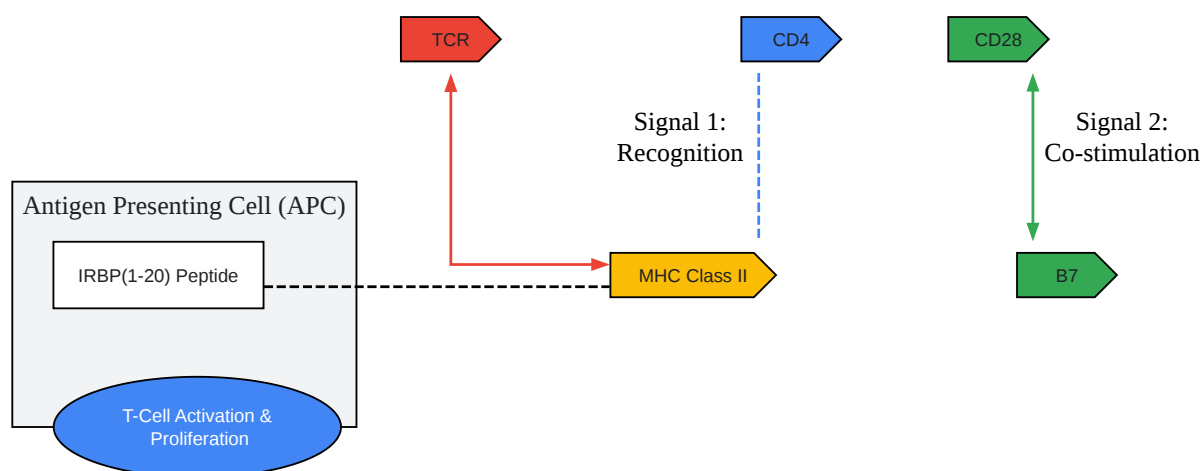 TCR
CD4
CD28
Signal 1:
Recognition
Signal 2:
Co-stimulation
Antigen Presenting Cell (APC)
IRBP(1-20) Peptide
MHC Class II
B7
T-Cell Activation &
Proliferation